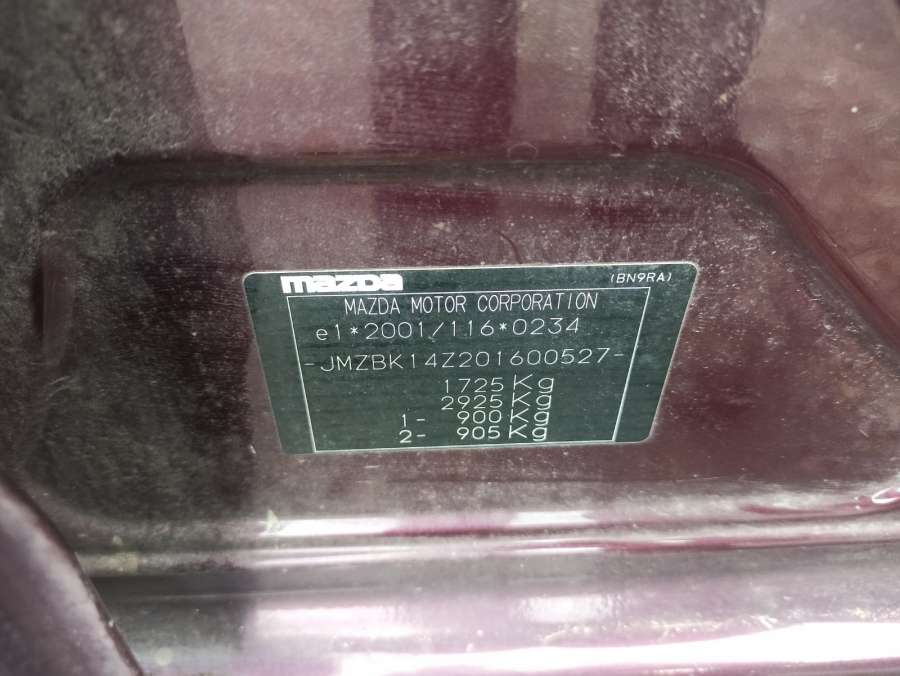 mazda (BN9RA)
MAZDA MOTOR CORPORATION
e1*2001/116*0234
-JMZBK14Z201600527-
1725 Kg
2925 Kg
1- 900 Kg
2- 905 Kg